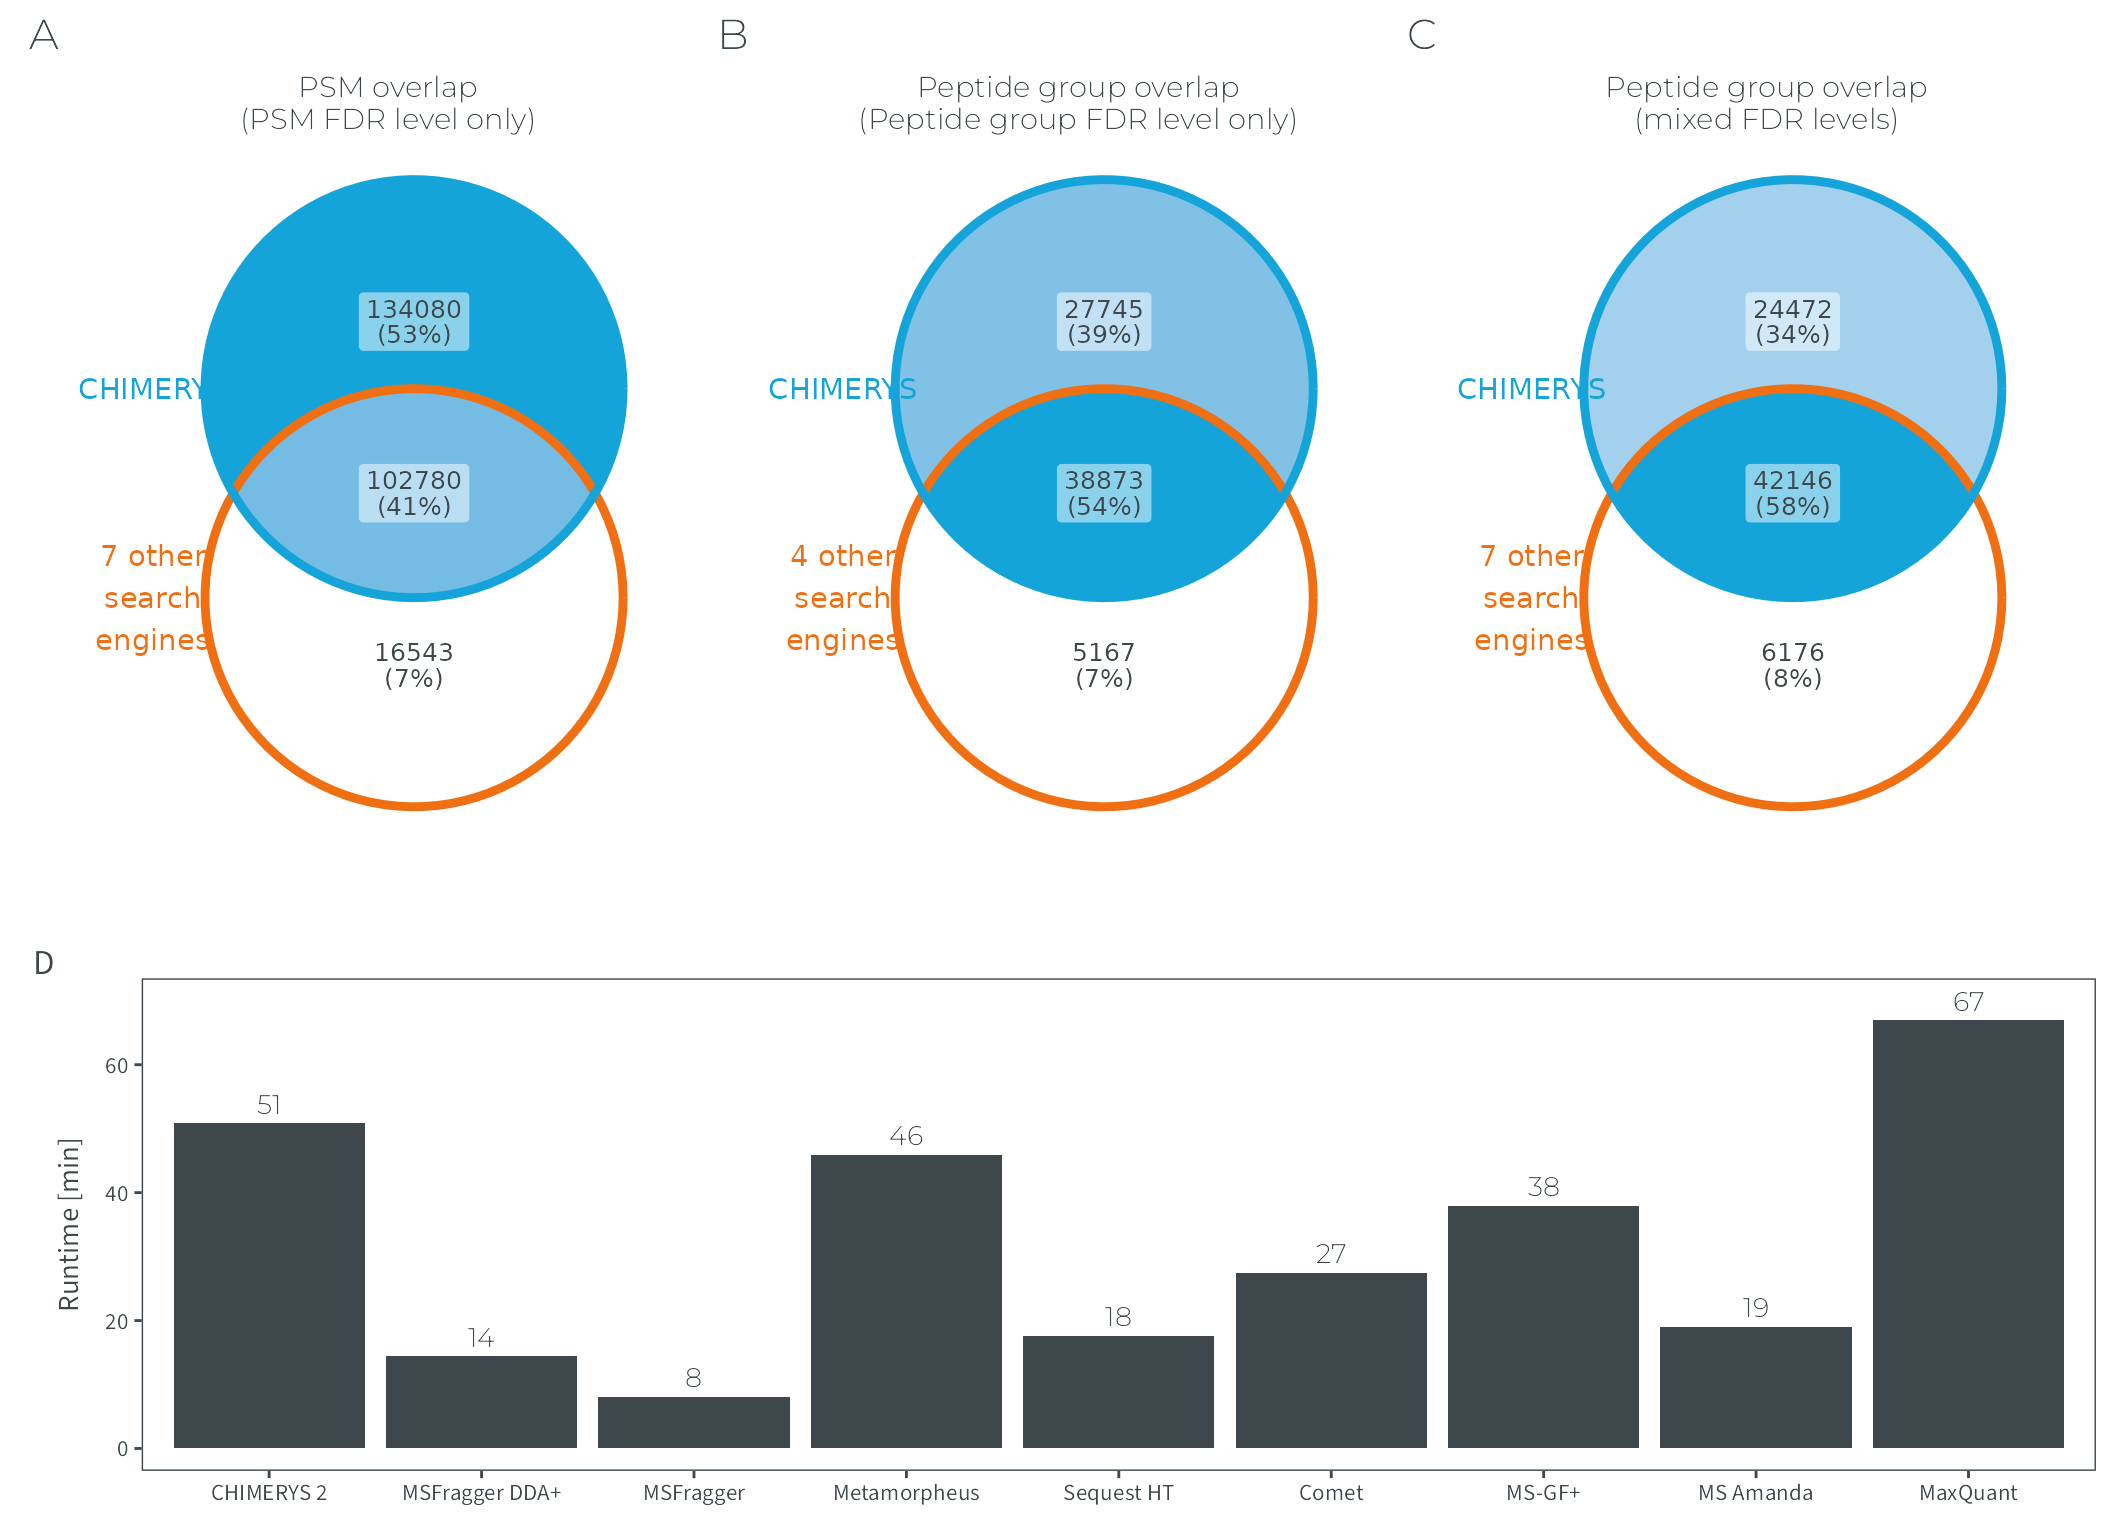 A
PSM overlap
(PSM FDR level only)
134080
(53%)
CHIMERY
102780
(41%)
7 other
search
engines
16543
(7%)
B
Peptide group overlap
(Peptide group FDR level only)
27745
(39%)
CHIMERYS
38873
(54%)
4 other
search
engines
5167
(7%)
C
Peptide group overlap
(mixed FDR levels)
24472
(34%)
CHIMERYS
42146
(58%)
7 other
search
engines
6176
(8%)
D
Runtime [min]
60
40
20
0
51
14
8
46
18
27
38
19
67
CHIMERYS 2
MSFragger DDA+
MSFragger
Metamorpheus
Sequest HT
Comet
MS-GF+
MS Amanda
MaxQuant